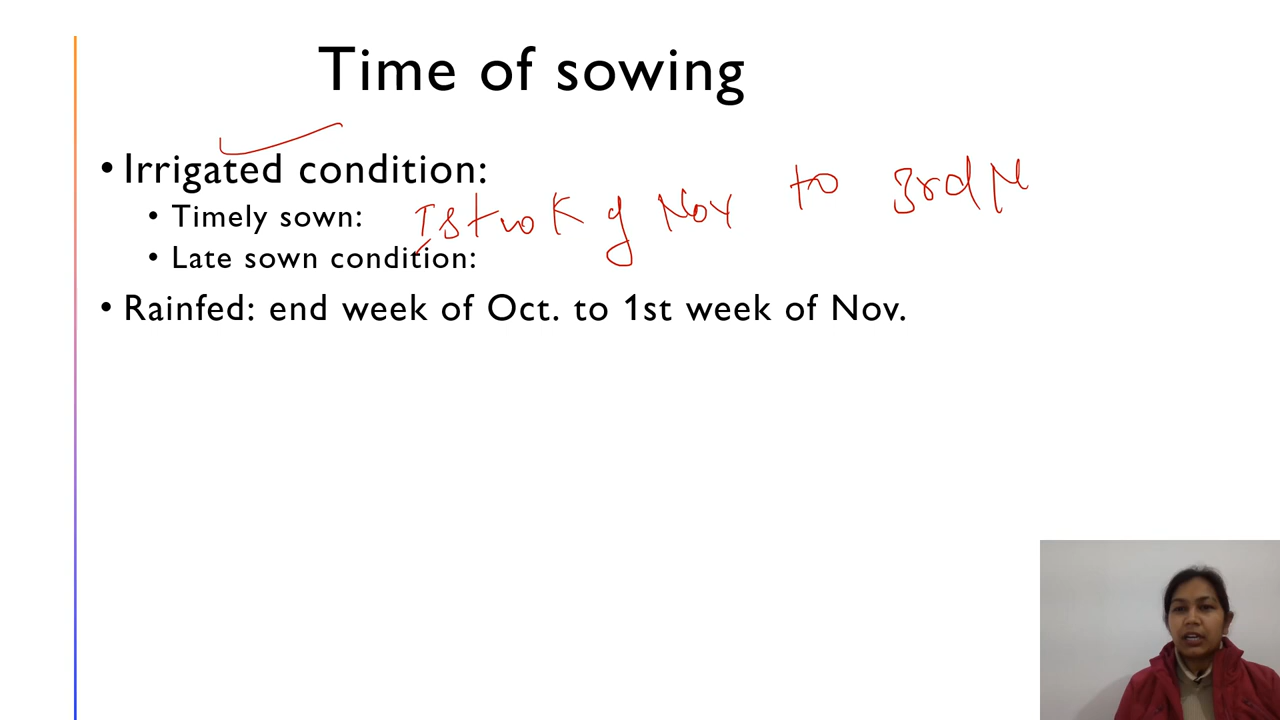 Time of sowing
• Irrigated condition:
• Timely sown: Ist wk of Nov to 3rd N
• Late sown condition:
• Rainfed: end week of Oct. to 1st week of Nov.